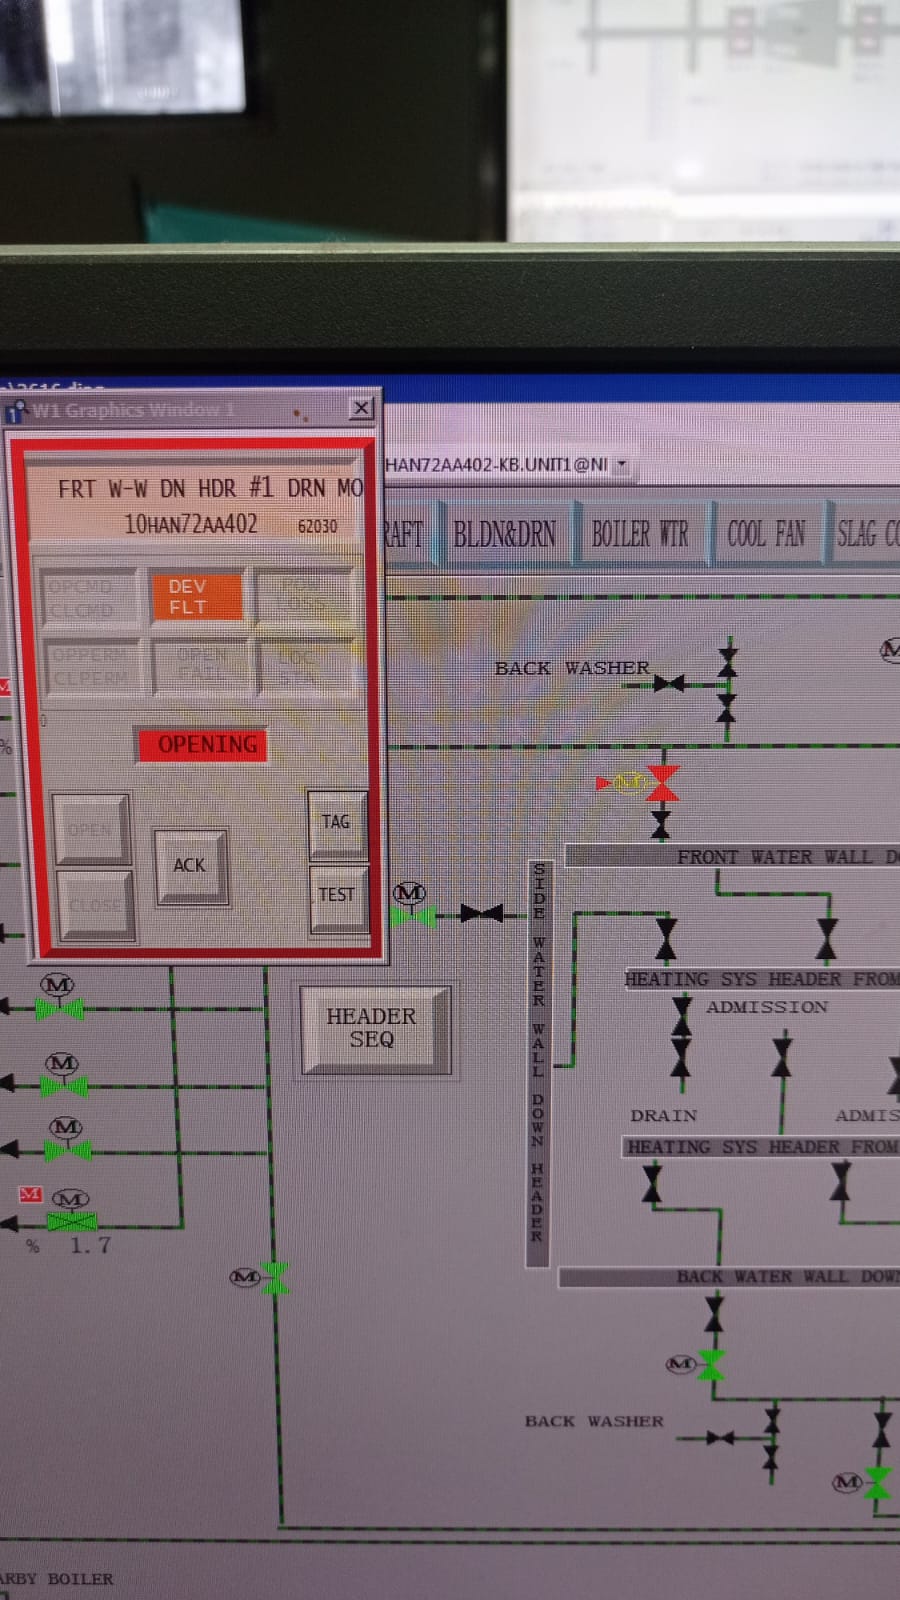 W1 Graphics Window 1
HAN72AA402-KB.UNIT1@NI
FRT W-W DN HDR #1 DRN MO
10HAN72AA402 62030
RAFT
BLDN&DRN
BOILER WTR
COOL FAN
SLAG CO
OPCMD
CLCMD
DEV
FLT
POW
LOSS
OPPERM
CLPERM
OPEN
FAIL
LOC
STA
0
OPENING
OPEN
CLOSE
ACK
TAG
TEST
BACK WASHER
M
M
FRONT WATER WALL DO
SIDE WATER WALL DOWN HEADER
M
HEATING SYS HEADER FROM
ADMISSION
HEADER
SEQ
DRAIN
ADMIS
HEATING SYS HEADER FROM
M
M
M
M
M
% 1.7
M
BACK WATER WALL DOWN
M
BACK WASHER
M
ARBY BOILER